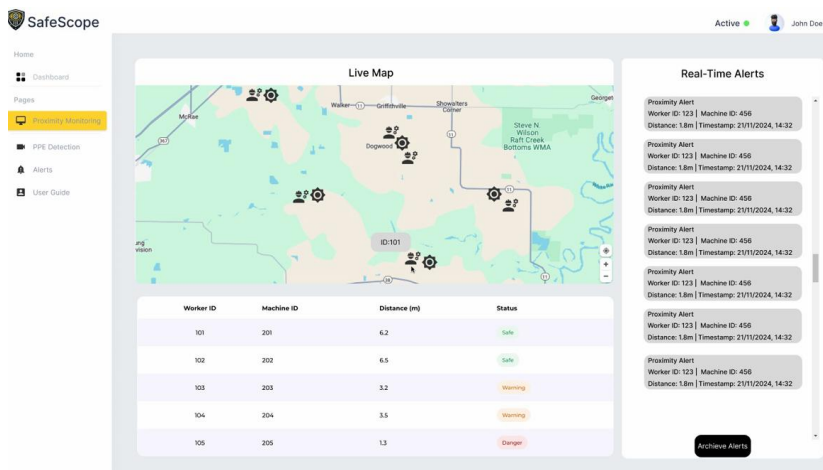 SafeScope
Active
John Doe
Home
Dashboard
Pages
Proximity Monitoring
PPE Detection
Alerts
User Guide
Live Map
McRae
367
Walker
11
Griffithville
Showalters
Corner
Georget
Dogwood
11
Steve N.
Wilson
Raft Creek
Bottoms WMA
31
ung
vision
ID:101
38
11
Worker ID Machine ID Distance (m) Status
101 201 6.2 Safe
102 202 6.5 Safe
103 203 3.2 Warning
104 204 3.5 Warning
105 205 1.3 Danger
Real-Time Alerts
Proximity Alert
Worker ID: 123 | Machine ID: 456
Distance: 1.8m | Timestamp: 21/11/2024, 14:32
Proximity Alert
Worker ID: 123 | Machine ID: 456
Distance: 1.8m | Timestamp: 21/11/2024, 14:32
Proximity Alert
Worker ID: 123 | Machine ID: 456
Distance: 1.8m | Timestamp: 21/11/2024, 14:32
Proximity Alert
Worker ID: 123 | Machine ID: 456
Distance: 1.8m | Timestamp: 21/11/2024, 14:32
Proximity Alert
Worker ID: 123 | Machine ID: 456
Distance: 1.8m | Timestamp: 21/11/2024, 14:32
Proximity Alert
Worker ID: 123 | Machine ID: 456
Distance: 1.8m | Timestamp: 21/11/2024, 14:32
Proximity Alert
Worker ID: 123 | Machine ID: 456
Distance: 1.8m | Timestamp: 21/11/2024, 14:32
Archieve Alerts